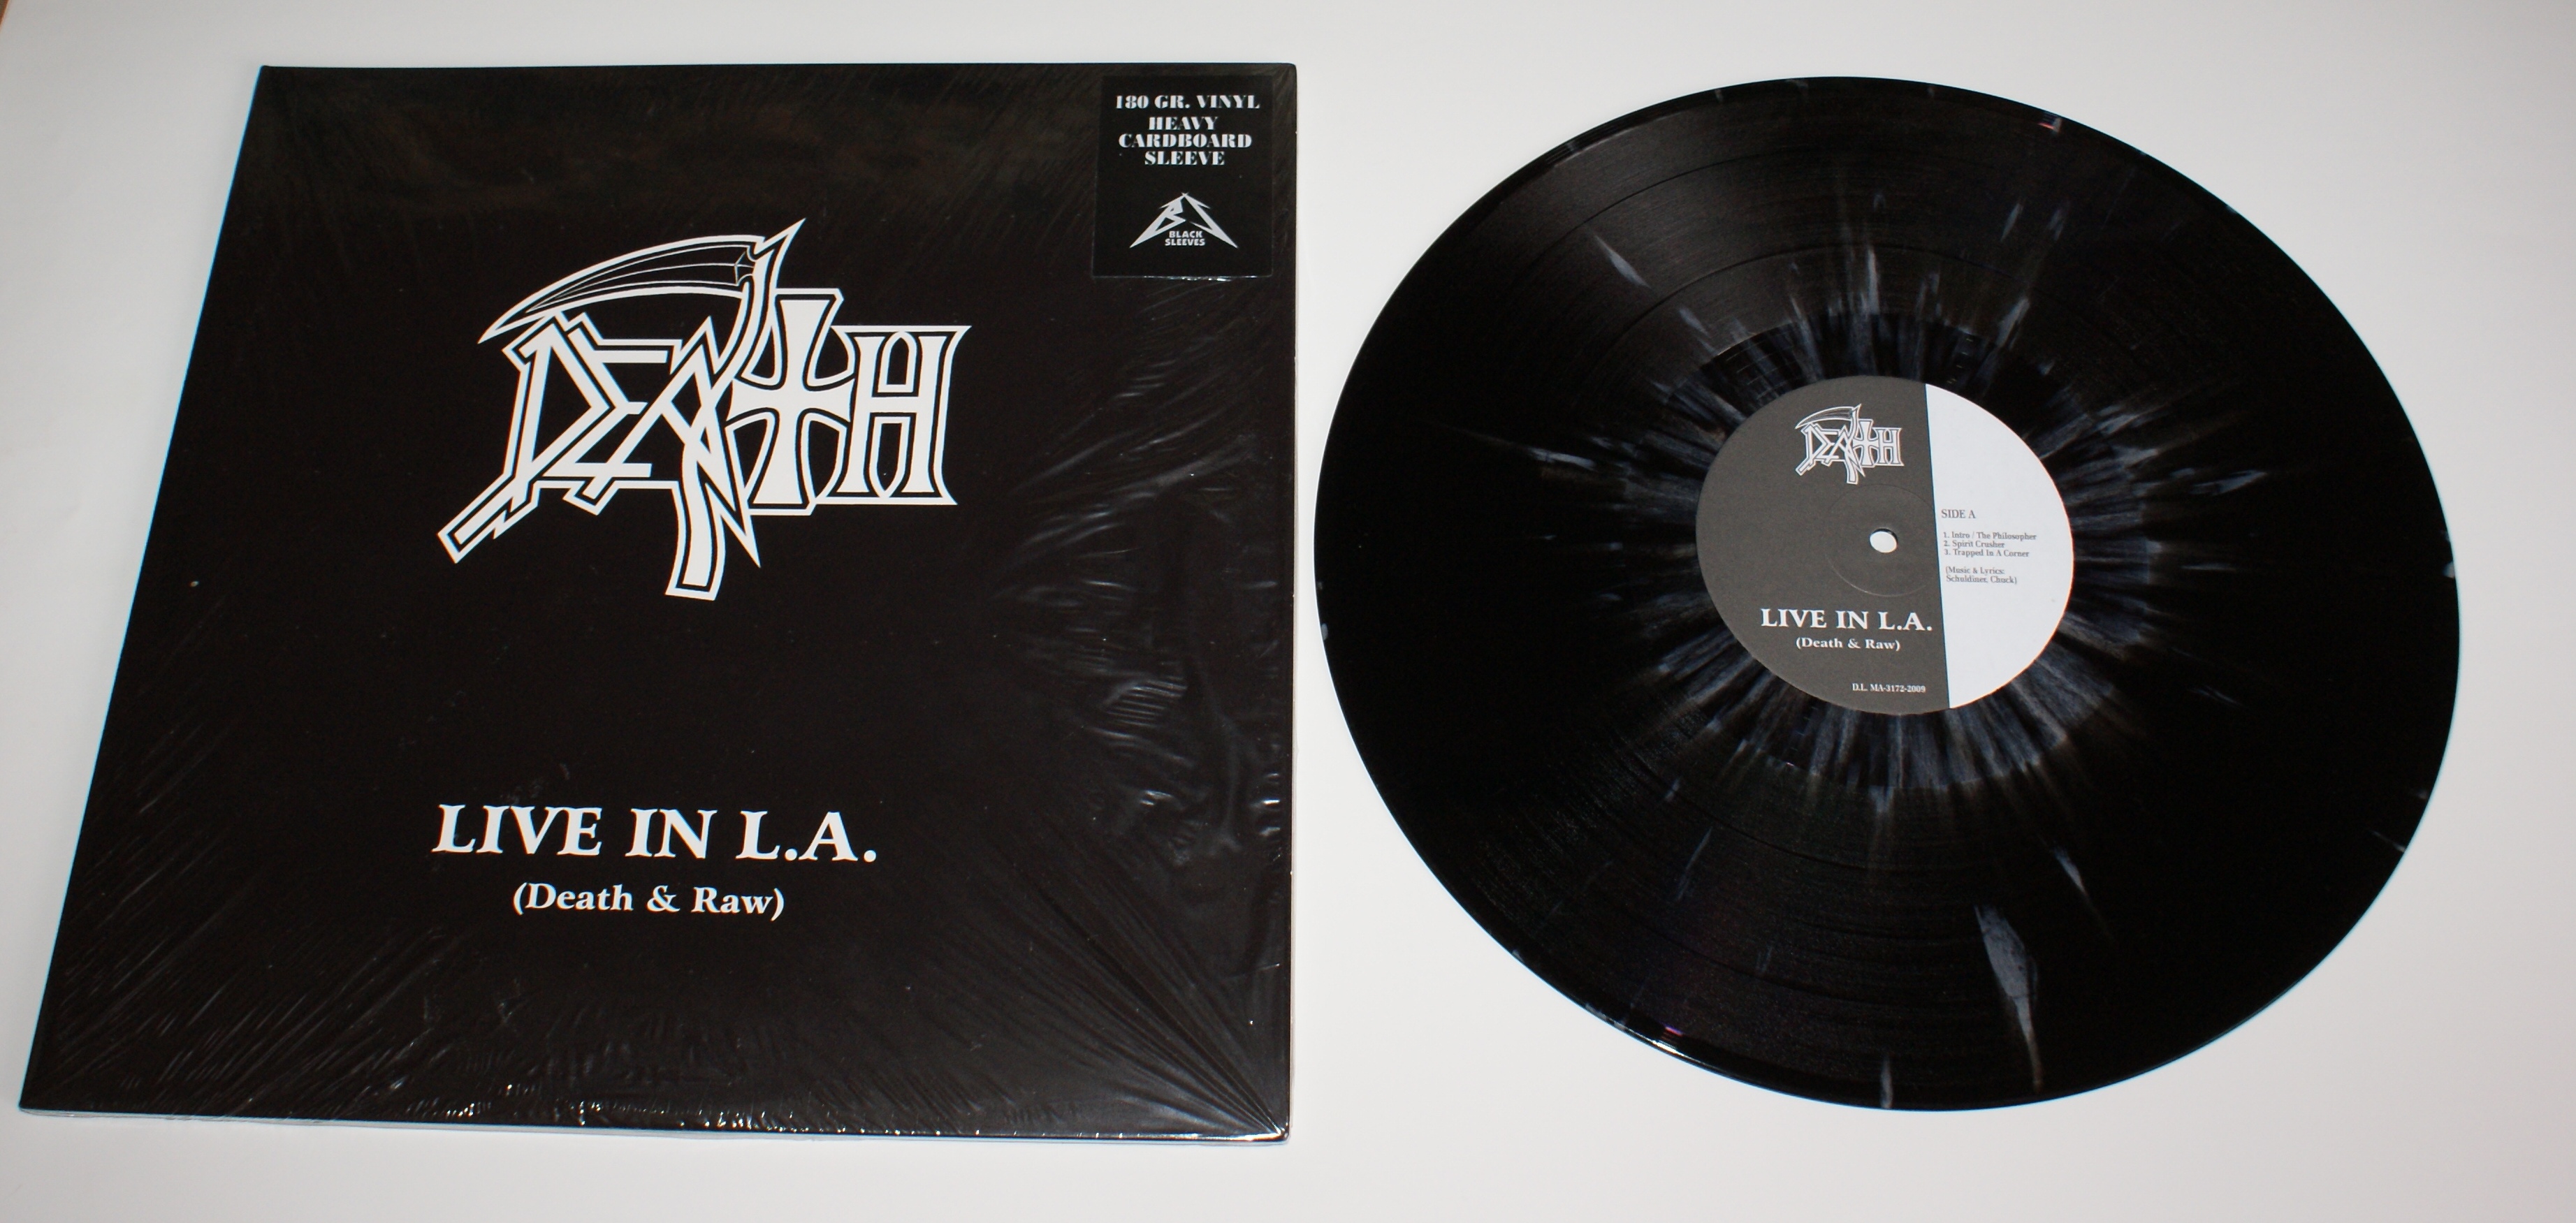 180 GR. VINYL
HEAVY
CARDBOARD
SLEEVE
BS
BLACK
SLEEVES
DEATH
LIVE IN L.A.
(Death & Raw)
DEATH
SIDE A
1. Intro / The Philosopher
2. Spirit Crusher
3. Trapped In A Corner
(Music & Lyrics:
Schuldiner, Chuck)
LIVE IN L.A.
(Death & Raw)
D.L. MA-3172-2009